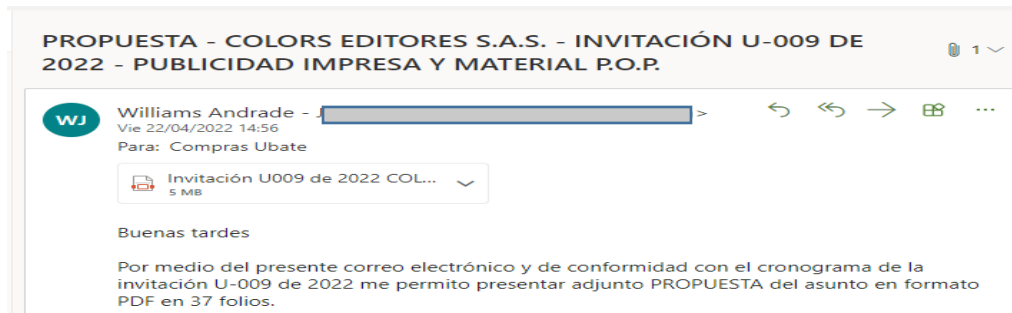 PROPUESTA - COLORS EDITORES S.A.S. - INVITACIÓN U-009 DE
2022 - PUBLICIDAD IMPRESA Y MATERIAL P.O.P.
1
WJ
Williams Andrade - J >
Vie 22/04/2022 14:56
Para: Compras Ubate
Invitación U009 de 2022 COL...
5 MB
Buenas tardes
Por medio del presente correo electrónico y de conformidad con el cronograma de la
invitación U-009 de 2022 me permito presentar adjunto PROPUESTA del asunto en formato
PDF en 37 folios.